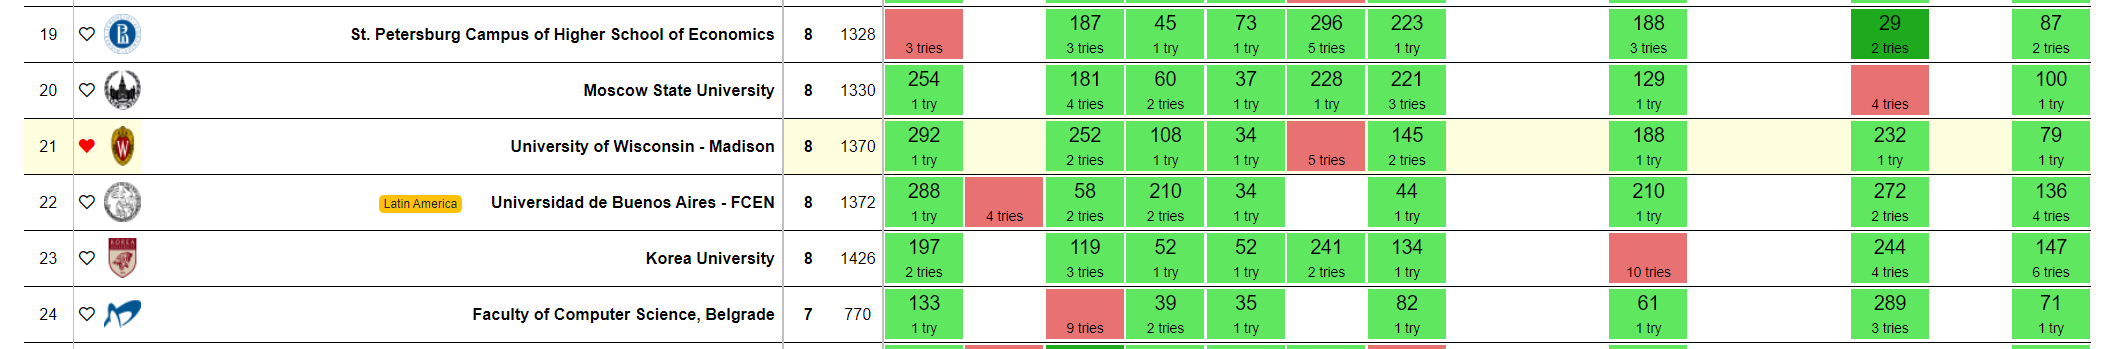 19 St. Petersburg Campus of Higher School of Economics 8 1328 3 tries 187 3 tries 45 1 try 73 1 try 296 5 tries 223 1 try 188 3 tries 29 2 tries 87 2 tries
20 Moscow State University 8 1330 254 1 try 181 4 tries 60 2 tries 37 1 try 228 1 try 221 3 tries 129 1 try 4 tries 100 1 try
21 W University of Wisconsin - Madison 8 1370 292 1 try 252 2 tries 108 1 try 34 1 try 5 tries 145 2 tries 188 1 try 232 1 try 79 1 try
22 Latin America Universidad de Buenos Aires - FCEN 8 1372 288 1 try 4 tries 58 2 tries 210 2 tries 34 1 try 44 1 try 210 1 try 272 2 tries 136 4 tries
23 KOREA Korea University 8 1426 197 2 tries 119 3 tries 52 1 try 52 1 try 241 2 tries 134 1 try 10 tries 244 4 tries 147 6 tries
24 Faculty of Computer Science, Belgrade 7 770 133 1 try 9 tries 39 2 tries 35 1 try 82 1 try 61 1 try 289 3 tries 71 1 try